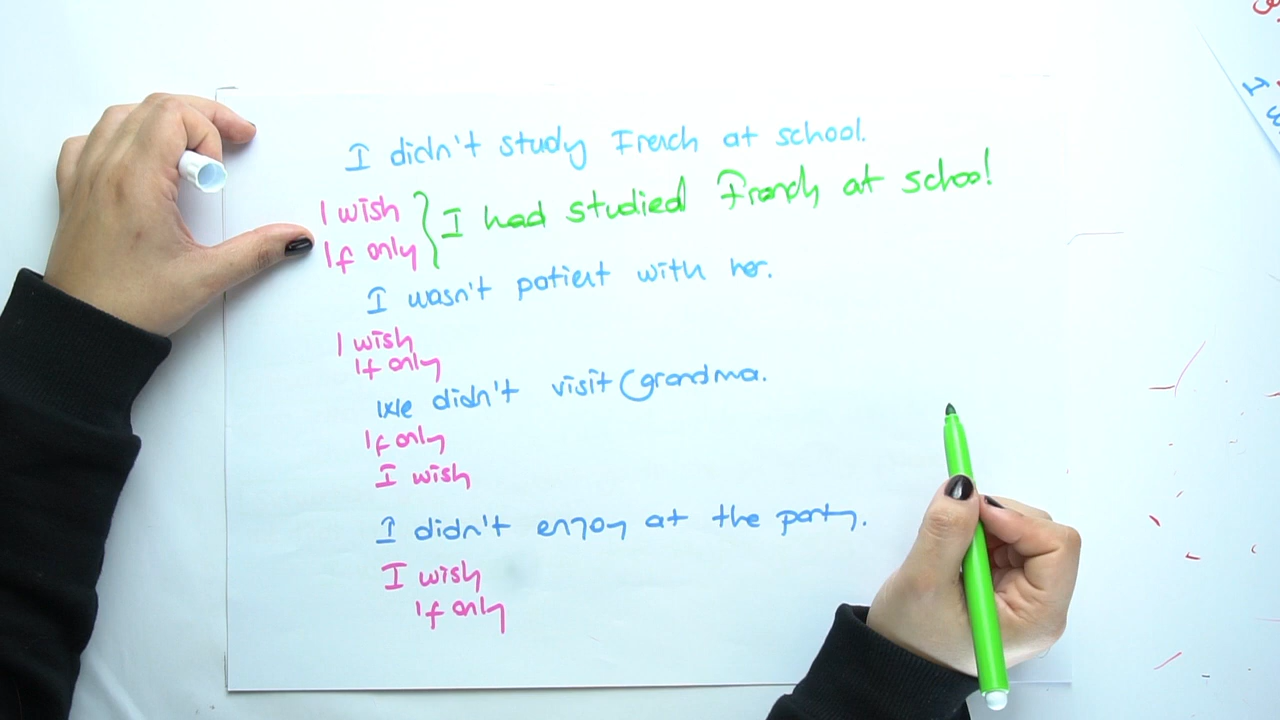 I didn't study French at school.
I wish
If only
I had studied French at school
I wasn't patient with her.
I wish
If only
We didn't visit Grandma.
If only
I wish
I didn't enjoy at the party.
I wish
If only